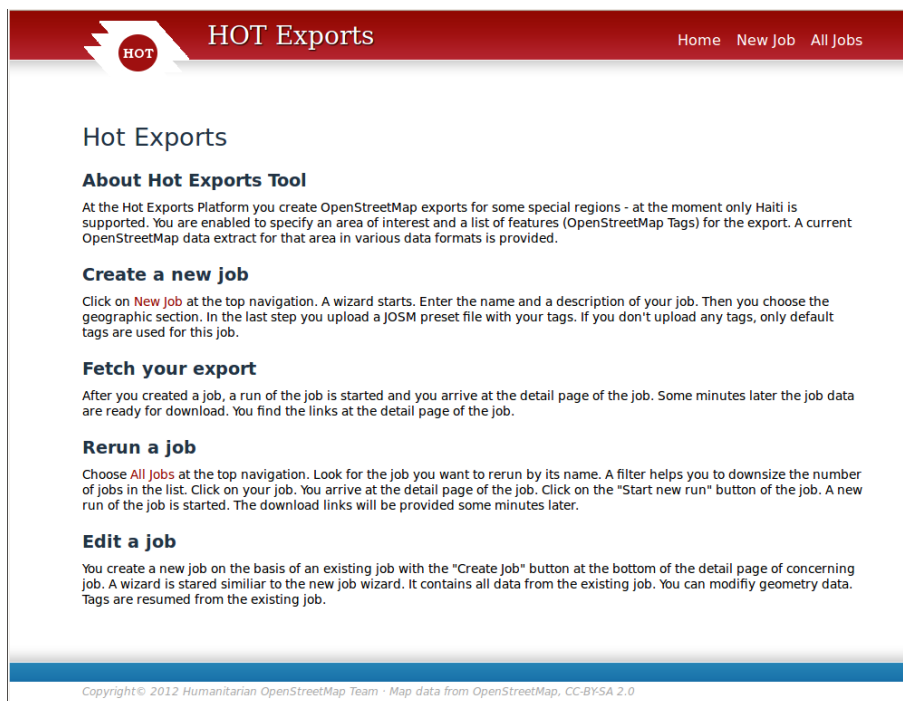 HOT
HOT Exports
Home New Job All Jobs
Hot Exports
About Hot Exports Tool
At the Hot Exports Platform you create OpenStreetMap exports for some special regions - at the moment only Haiti is
supported. You are enabled to specify an area of interest and a list of features (OpenStreetMap Tags) for the export. A current
OpenStreetMap data extract for that area in various data formats is provided.
Create a new job
Click on New Job at the top navigation. A wizard starts. Enter the name and a description of your job. Then you choose the
geographic section. In the last step you upload a JOSM preset file with your tags. If you don't upload any tags, only default
tags are used for this job.
Fetch your export
After you created a job, a run of the job is started and you arrive at the detail page of the job. Some minutes later the job data
are ready for download. You find the links at the detail page of the job.
Rerun a job
Choose All Jobs at the top navigation. Look for the job you want to rerun by its name. A filter helps you to downsize the number
of jobs in the list. Click on your job. You arrive at the detail page of the job. Click on the "Start new run" button of the job. A new
run of the job is started. The download links will be provided some minutes later.
Edit a job
You create a new job on the basis of an existing job with the "Create Job" button at the bottom of the detail page of concerning
job. A wizard is stared similiar to the new job wizard. It contains all data from the existing job. You can modifiy geometry data.
Tags are resumed from the existing job.
Copyright© 2012 Humanitarian OpenStreetMap Team · Map data from OpenStreetMap, CC-BY-SA 2.0